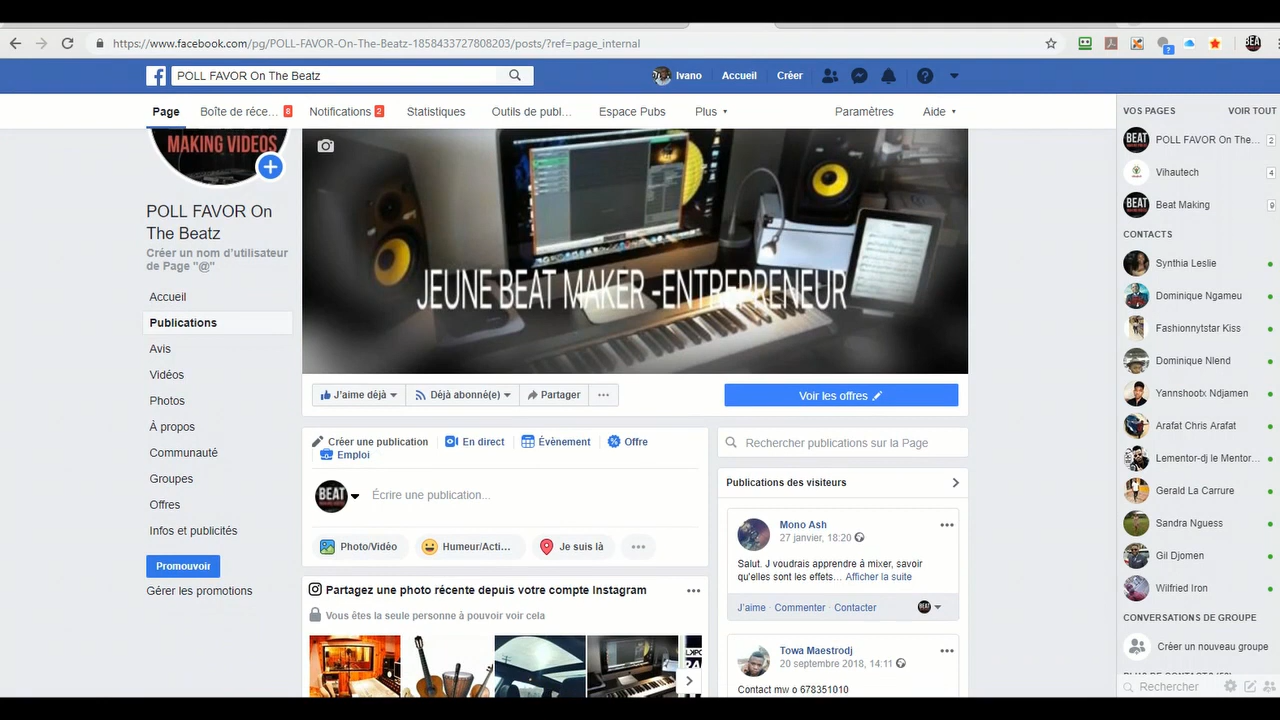 https://www.facebook.com/pg/POLL-FAVOR-On-The-Beatz-1858433727808203/posts/?ref=page_internal
POLL FAVOR On The Beatz
Ivano
Accueil
Créer
Page
Boîte de réce...
8
Notifications
2
Statistiques
Outils de publ...
Espace Pubs
Plus
Paramètres
Aide
MAKING VIDEOS
POLL FAVOR On
The Beatz
Créer un nom d'utilisateur
de Page "@"
Accueil
Publications
Avis
Vidéos
Photos
À propos
Communauté
Groupes
Offres
Infos et publicités
Promouvoir
Gérer les promotions
JEUNE BEAT MAKER -ENTREPRENEUR
J'aime déjà
Déjà abonné(e)
Partager
Voir les offres
Créer une publication
En direct
Évènement
Offre
Emploi
BEAT
Écrire une publication...
Photo/Vidéo
Humeur/Acti...
Je suis là
Partagez une photo récente depuis votre compte Instagram
Vous êtes la seule personne à pouvoir voir cela
Rechercher publications sur la Page
Publications des visiteurs
Mono Ash
27 janvier, 18:20
Salut. J voudrais apprendre à mixer, savoir
qu'elles sont les effets... Afficher la suite
J'aime · Commenter · Contacter
Towa Maestrodj
20 septembre 2018, 14:11
Contact mw o 678351010
VOS PAGES
VOIR TOUT
POLL FAVOR On The...
2
Vihautech
4
Beat Making
9
CONTACTS
Synthia Leslie
Dominique Ngameu
Fashionnytstar Kiss
Dominique Nlend
Yannshootx Ndjamen
Arafat Chris Arafat
Lementor-dj le Mentor...
Gerald La Carrure
Sandra Nguess
Gil Djomen
Wilfried Iron
CONVERSATIONS DE GROUPE
Créer un nouveau groupe
Rechercher